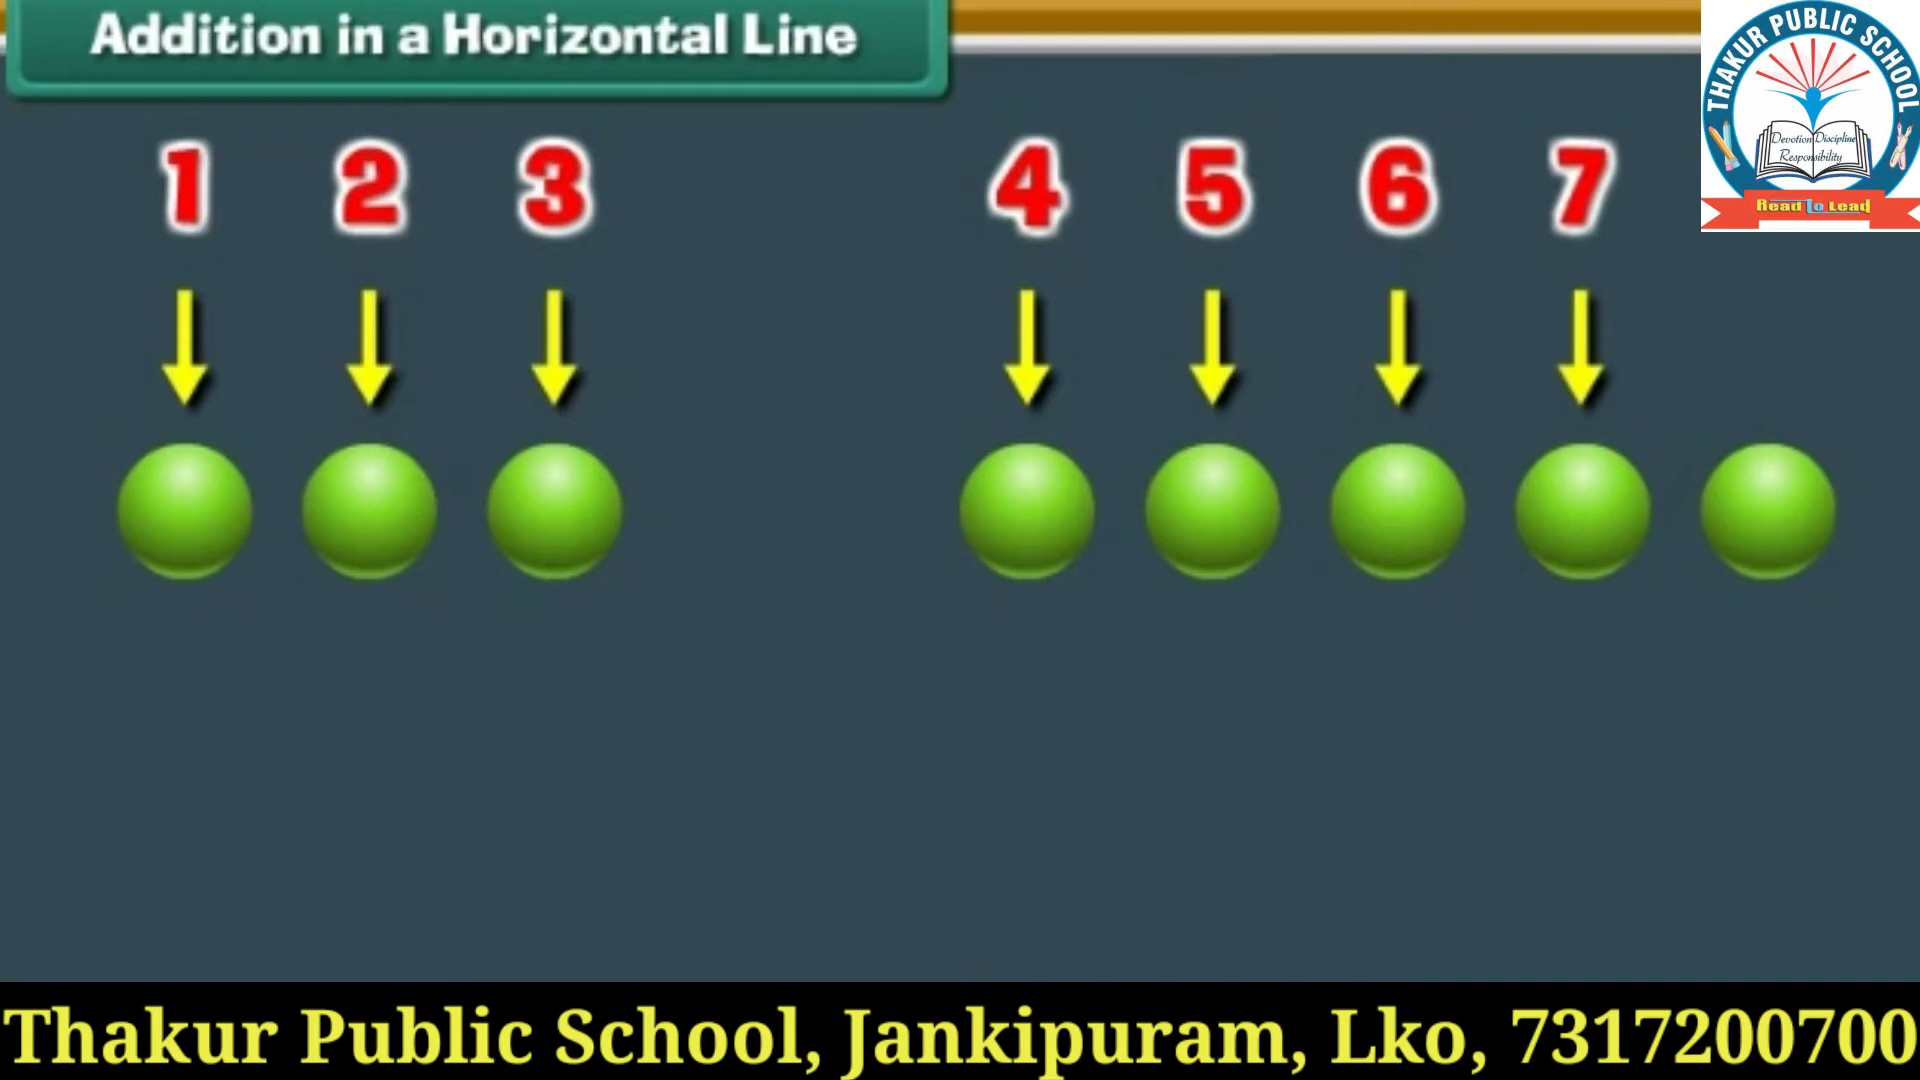 Addition in a Horizontal Line
THAKUR PUBLIC SCHOOL
Devotion Discipline
Responsibility
Read To Lead
1 2 3 4 5 6 7
Thakur Public School, Jankipuram, Lko, 7317200700